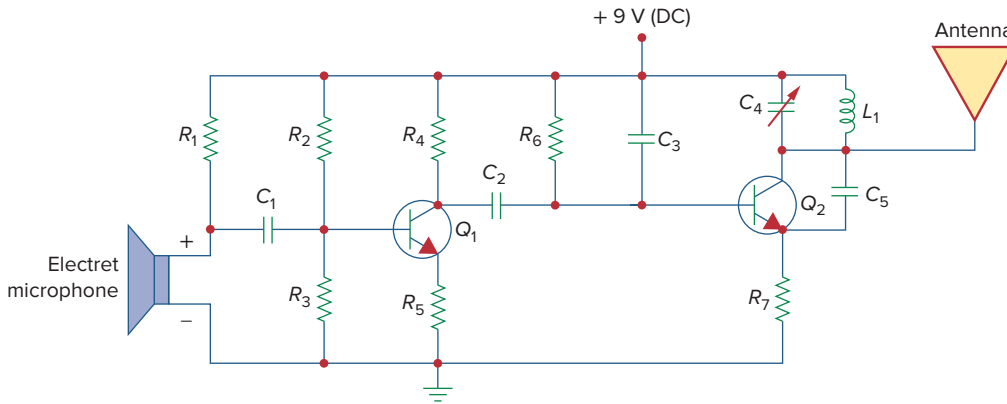 + 9 V (DC)
Antenna
R1
R2
R4
R6
C3
C4
L1
C1
C2
Q1
Q2
C5
+
Electret
microphone
−
R3
R5
R7